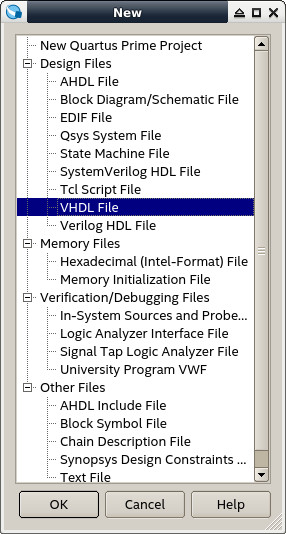 New
New Quartus Prime Project
Design Files
AHDL File
Block Diagram/Schematic File
EDIF File
Qsys System File
State Machine File
SystemVerilog HDL File
Tcl Script File
VHDL File
Verilog HDL File
Memory Files
Hexadecimal (Intel-Format) File
Memory Initialization File
Verification/Debugging Files
In-System Sources and Probe...
Logic Analyzer Interface File
Signal Tap Logic Analyzer File
University Program VWF
Other Files
AHDL Include File
Block Symbol File
Chain Description File
Synopsys Design Constraints ...
Text File
OK Cancel Help